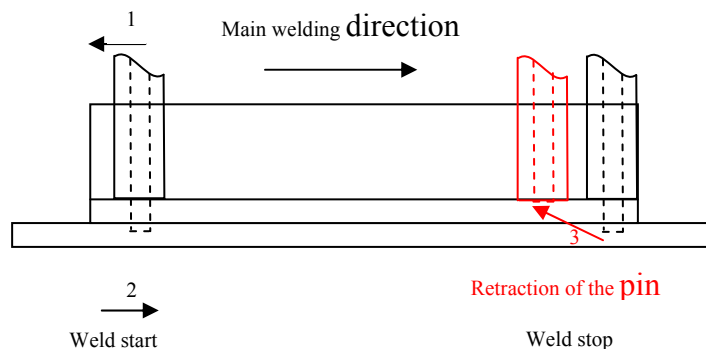 1
Main welding direction
3
2
Retraction of the pin
Weld start
Weld stop